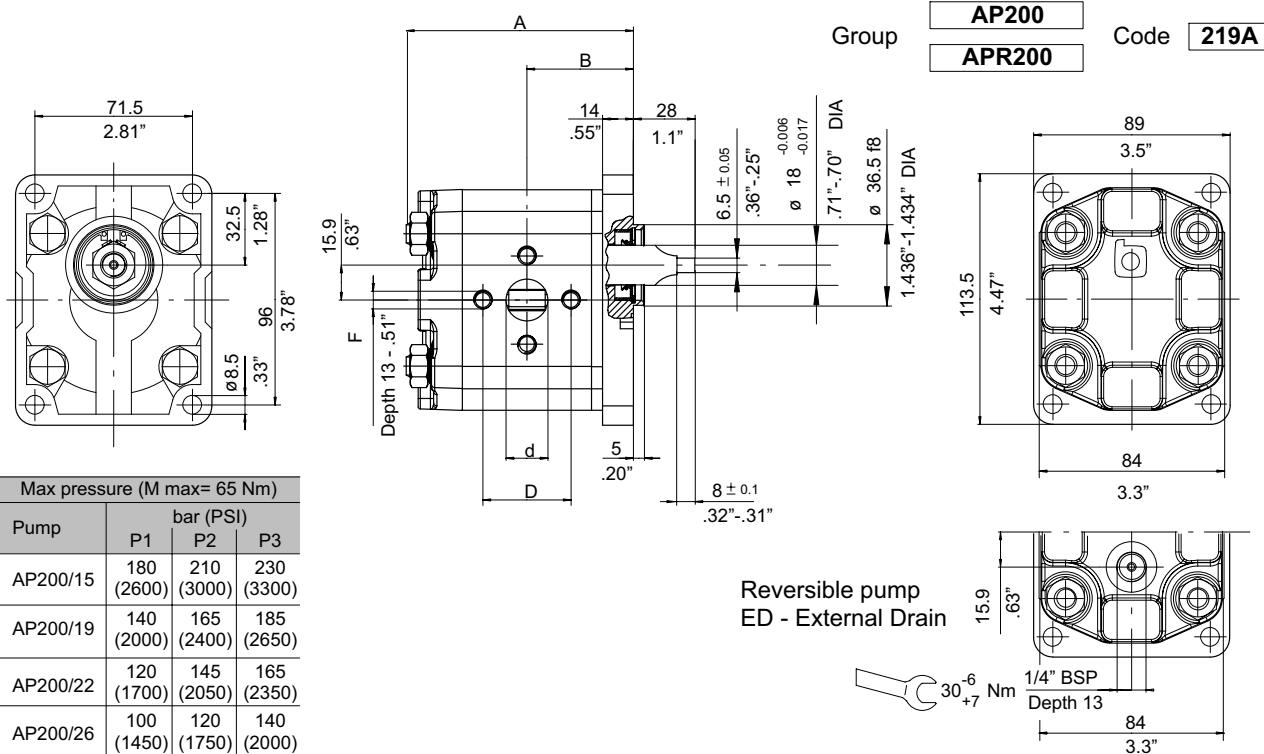 Group
AP200
APR200
Code 219A
71.5
2.81”
32.5
1.28”
96
3.78”
ø 8.5
.33”
A
B
14
.55”
28
1.1”
15.9
.63”
F
Depth 13 - .51”
d
D
5
.20”
8 ± 0.1
.32”-.31”
6.5 ± 0.05
.36”-.25”
ø 18 -0.006 -0.017
.71”-.70” DIA
ø 36.5 f8
1.436”-1.434” DIA
89
3.5”
113.5
4.47”
84
3.3”
Max pressure (M max= 65 Nm)
Pump bar (PSI)
P1 P2 P3
AP200/15 180 210 230
(2600) (3000) (3300)
AP200/19 140 165 185
(2000) (2400) (2650)
AP200/22 120 145 165
(1700) (2050) (2350)
AP200/26 100 120 140
(1450) (1750) (2000)
Reversible pump
ED - External Drain
15.9
.63”
30 -6 +7 Nm
1/4” BSP
Depth 13
84
3.3”